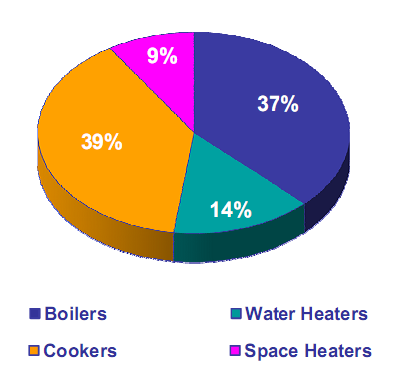 9%
37%
39%
14%
Boilers
Water Heaters
Cookers
Space Heaters